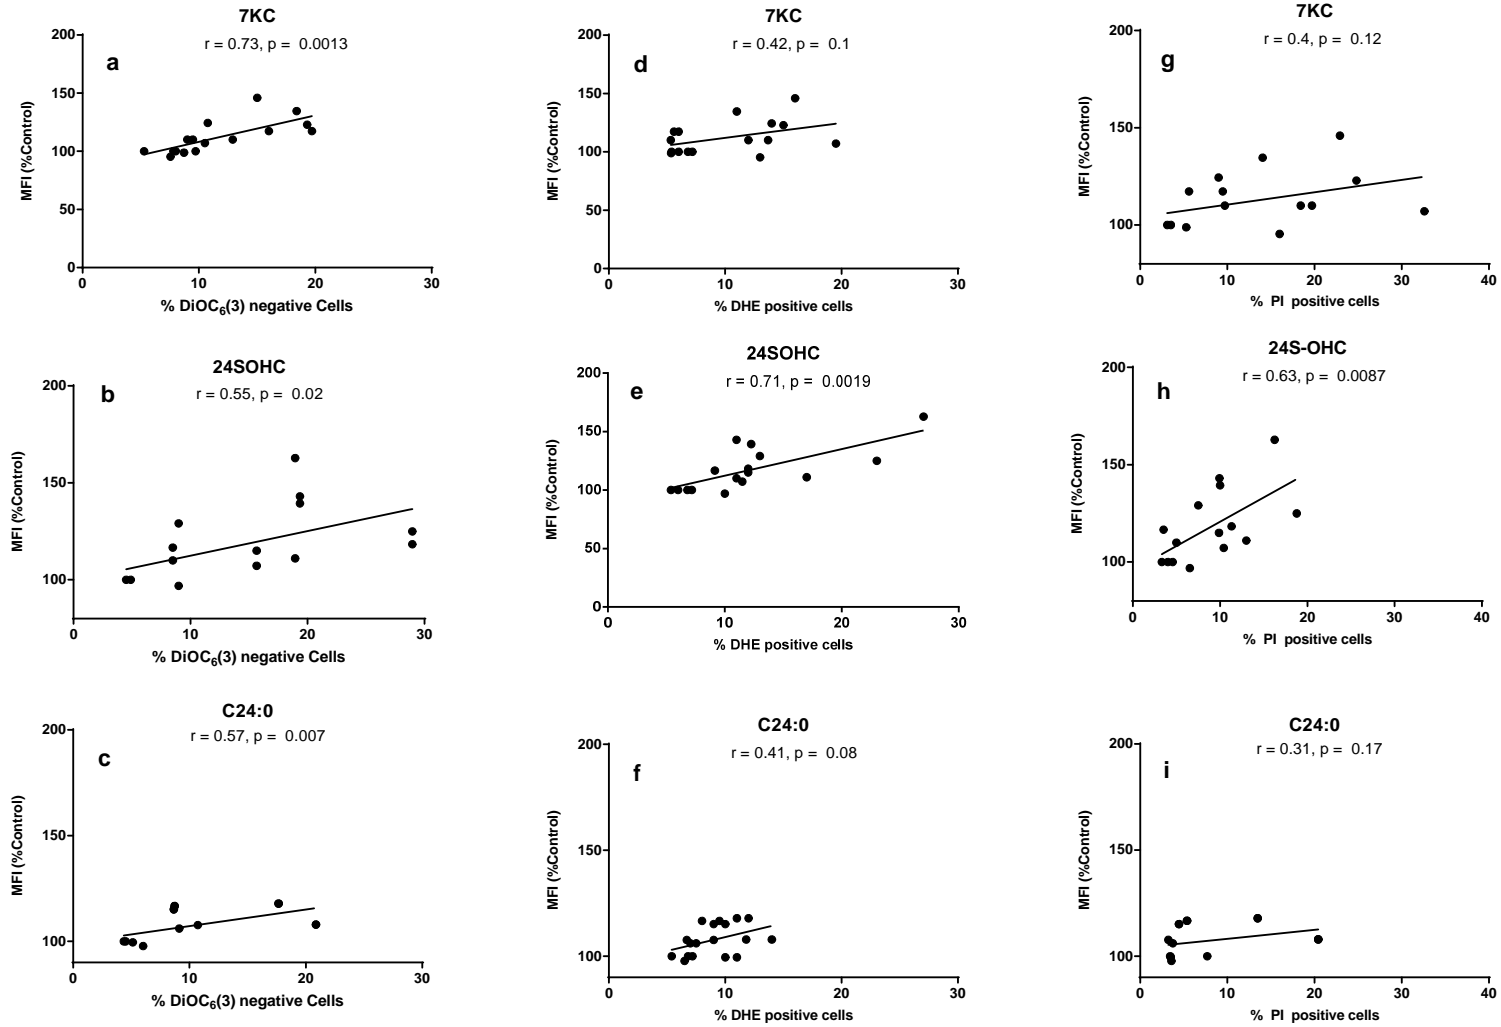 7KC
r = 0.73, p = 0.0013
a
MFI (%Control)
200
150
100
50
0
0 10 20 30
% DiOC6(3) negative Cells
7KC
r = 0.42, p = 0.1
d
MFI (%Control)
200
150
100
50
0
0 10 20 30
% DHE positive cells
7KC
r = 0.4, p = 0.12
g
MFI (%Control)
200
150
100
0 10 20 30 40
% PI positive cells
24SOHC
r = 0.55, p = 0.02
b
MFI (%Control)
200
150
100
0 10 20 30
% DiOC6(3) negative Cells
24SOHC
r = 0.71, p = 0.0019
e
MFI (%Control)
200
150
100
50
0
0 10 20 30
% DHE positive cells
24S-OHC
r = 0.63, p = 0.0087
h
MFI (%Control)
200
150
100
0 10 20 30 40
% PI positive cells
C24:0
r = 0.57, p = 0.007
c
MFI (%Control)
200
150
100
0 10 20 30
% DiOC6(3) negative Cells
C24:0
r = 0.41, p = 0.08
f
MFI (%Control)
200
150
100
0 10 20 30
% DHE positive cells
C24:0
r = 0.31, p = 0.17
i
MFI (%Control)
200
150
100
0 10 20 30 40
% PI positive cells